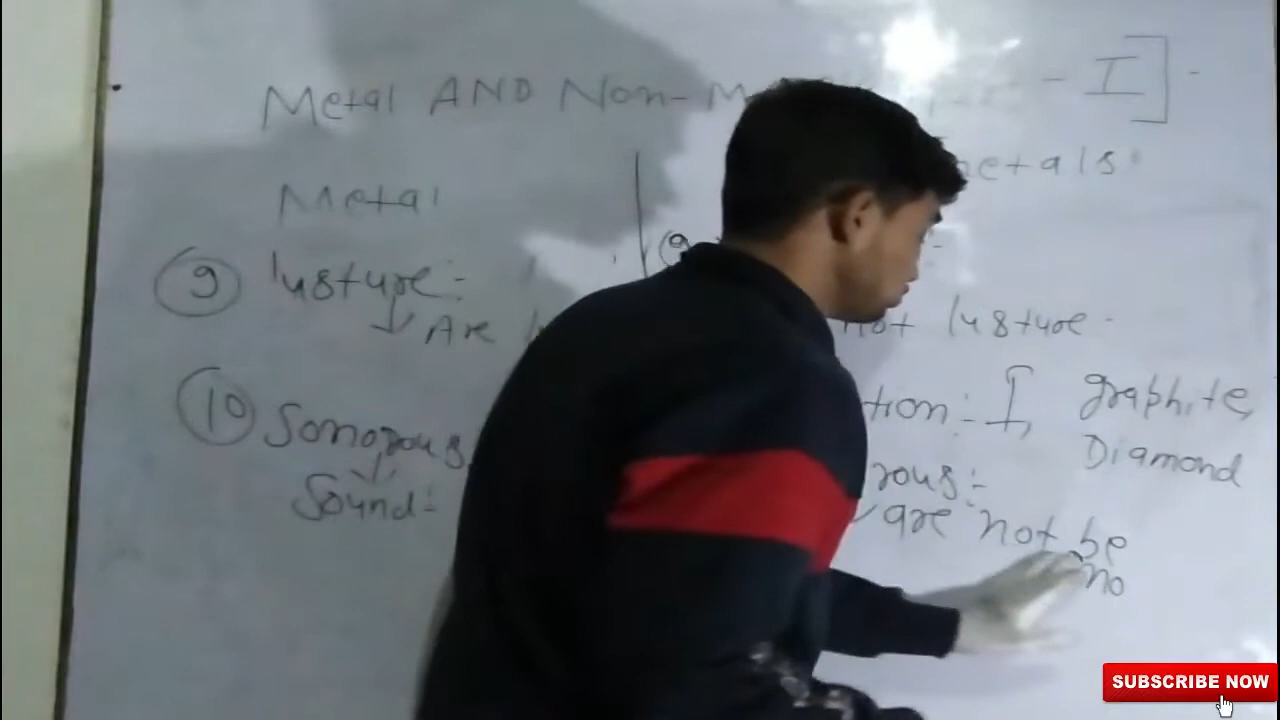 Metal AND Non- - I] -
Metal
etals
9 lusture:-
Are
not lusture.
10 Sonorous
Sound:-
tion:- I, graphite,
Diamond
rous:-
are not be
no
SUBSCRIBE NOW